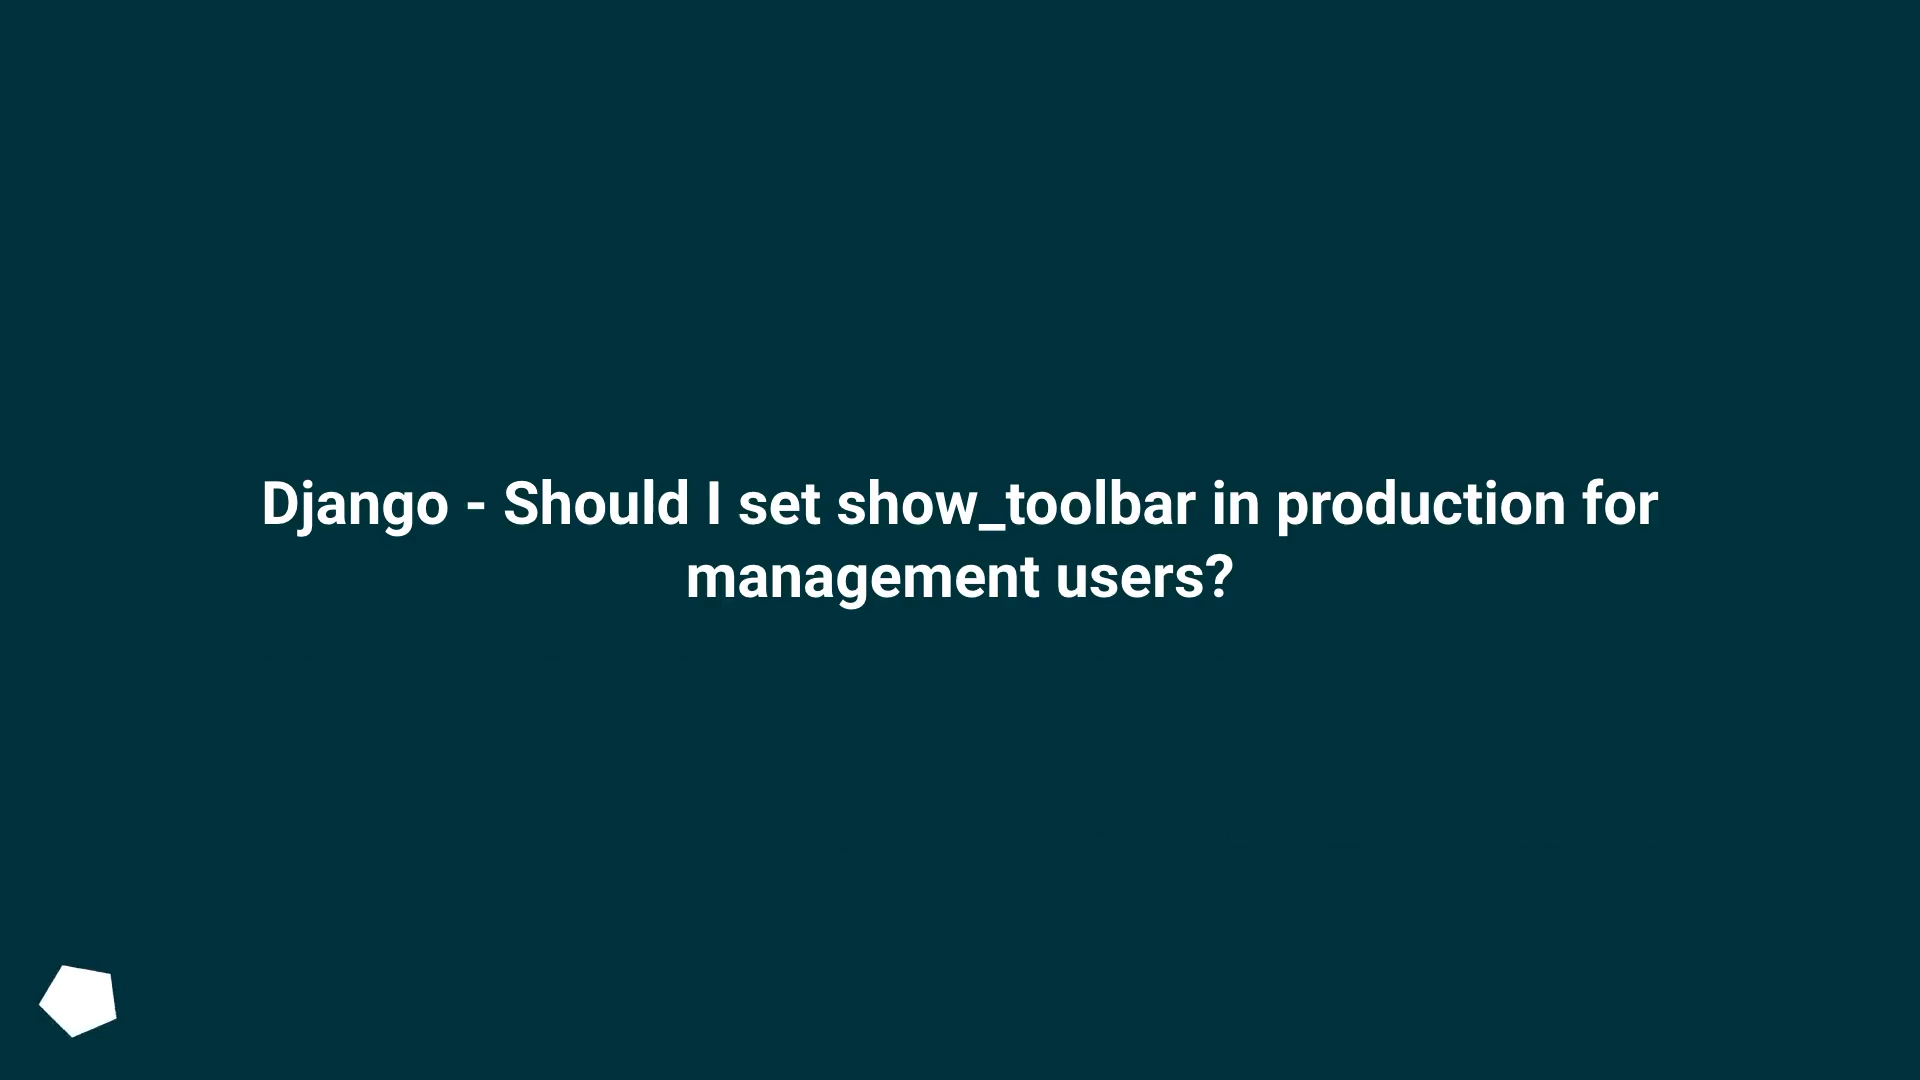 Django - Should I set show_toolbar in production for
management users?